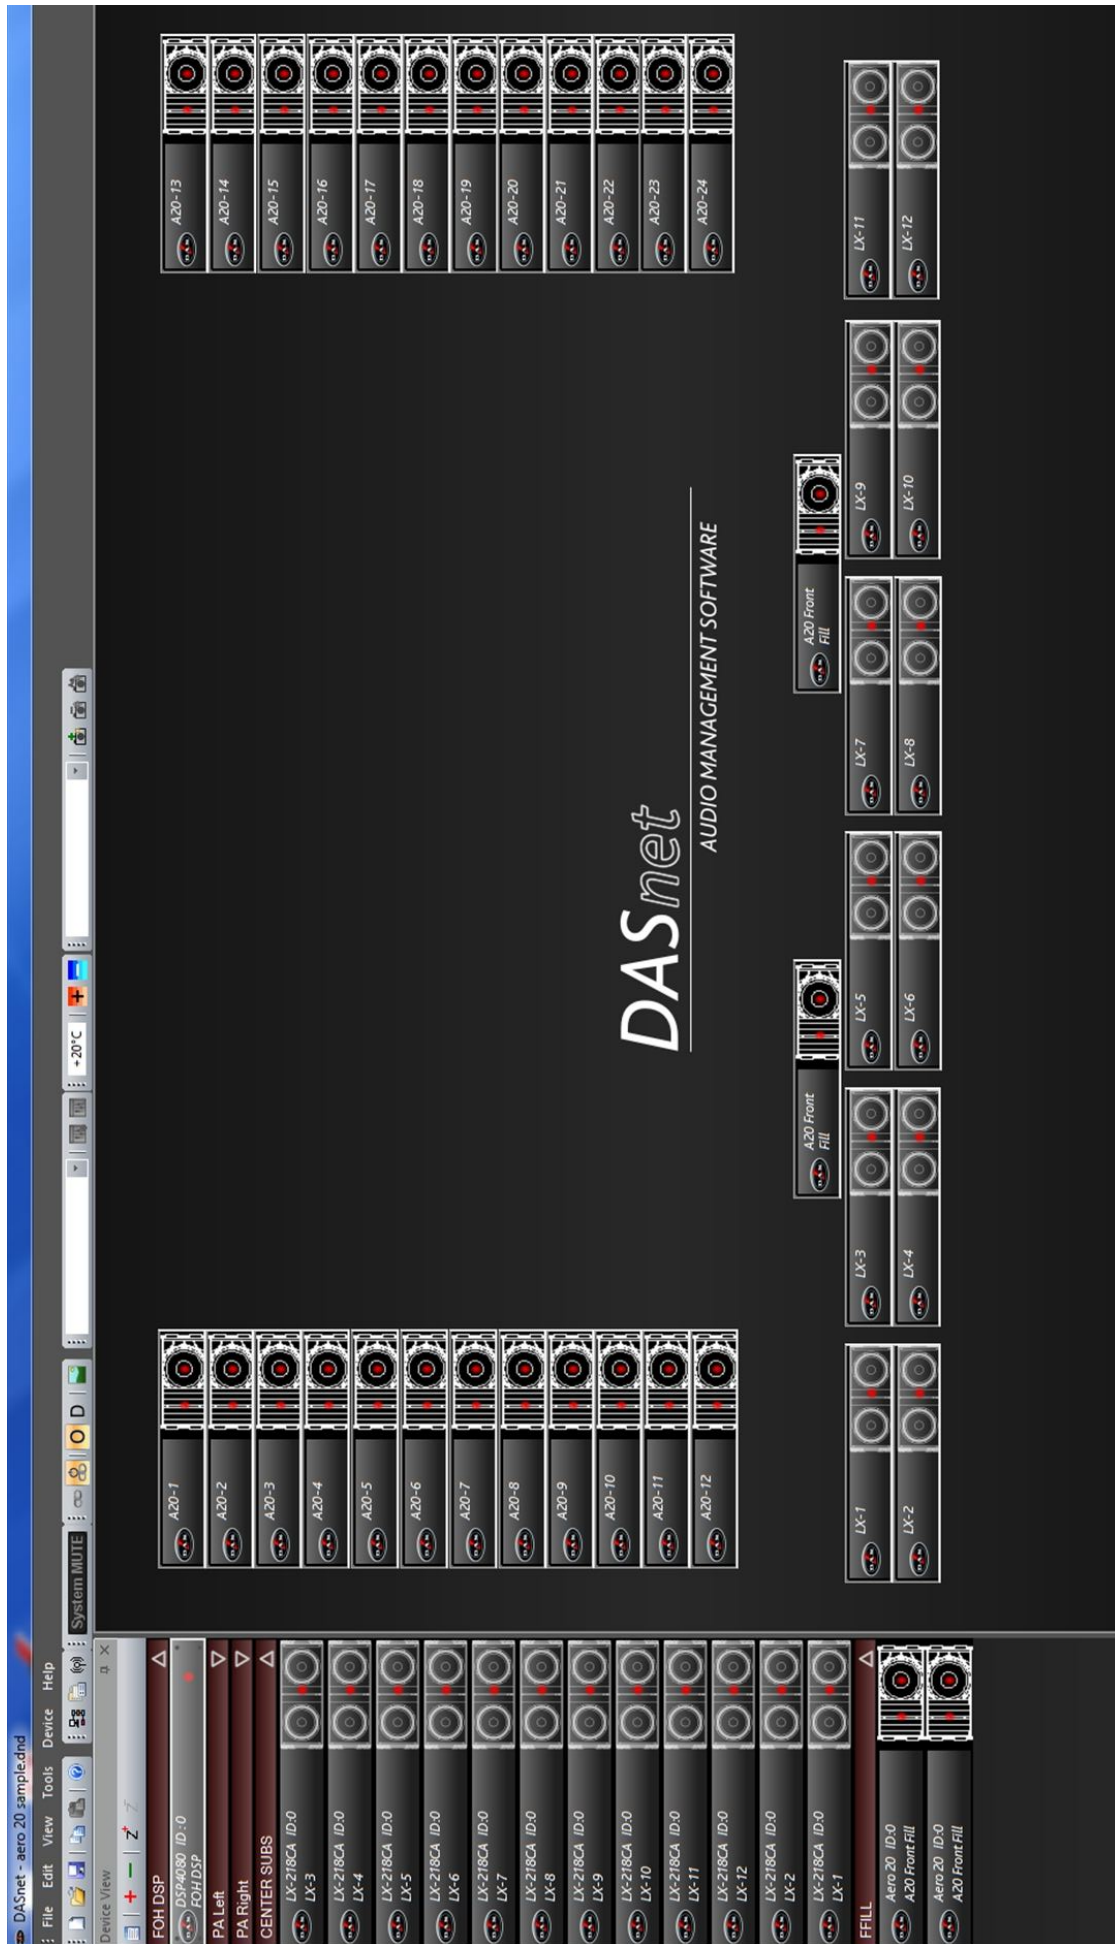 DASnet - aero 20 sample.dnd
File Edit View Tools Device Help
System MUTE
O D
+20°C
Device View
FOH DSP
DSP4080 ID:0
FOH DSP
PA Left
PA Right
CENTER SUBS
LX-218CA ID:0
LX-3
LX-218CA ID:0
LX-4
LX-218CA ID:0
LX-5
LX-218CA ID:0
LX-6
LX-218CA ID:0
LX-7
LX-218CA ID:0
LX-8
LX-218CA ID:0
LX-9
LX-218CA ID:0
LX-10
LX-218CA ID:0
LX-11
LX-218CA ID:0
LX-12
LX-218CA ID:0
LX-2
LX-218CA ID:0
LX-1
FFILL
Aero 20 ID:0
A20 Front Fill
Aero 20 ID:0
A20 Front Fill
A20-1
A20-2
A20-3
A20-4
A20-5
A20-6
A20-7
A20-8
A20-9
A20-10
A20-11
A20-12
A20-13
A20-14
A20-15
A20-16
A20-17
A20-18
A20-19
A20-20
A20-21
A20-22
A20-23
A20-24
DASnet
AUDIO MANAGEMENT SOFTWARE
A20 Front
Fill
A20 Front
Fill
LX-1
LX-2
LX-3
LX-4
LX-5
LX-6
LX-7
LX-8
LX-9
LX-10
LX-11
LX-12